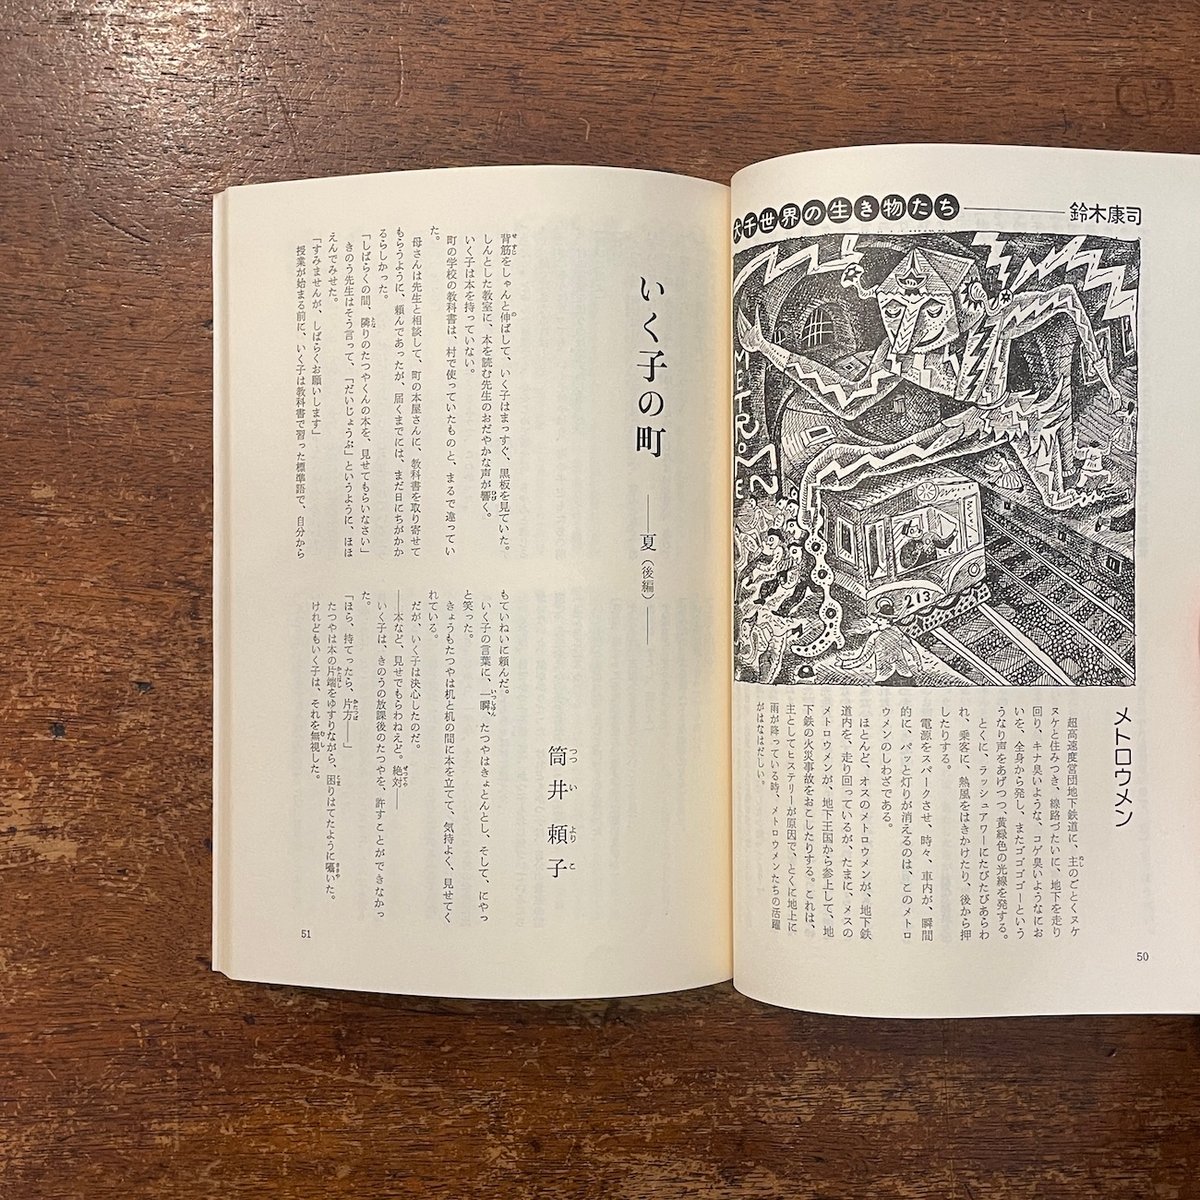 大千世界の生き物たち
鈴木康司
METROMEN
213
メトロウメン
超高速度営団地下鉄道に、主のごとくヌケ
ヌケと住みつき、線路づたいに、地下を走り
回り、キナ臭いような、コゲ臭いようなにお
いを、全身から発し、またゴゴゴゴーという
うなり声をあげつつ、黄緑色の光線を発する。
とくに、ラッシュアワーにたびたびあらわ
れ、乗客に、熱風をはきかけたり、後から押
したりする。
電源をスパークさせ、時々、車内が、瞬間
的に、パッと灯りが消えるのは、このメトロ
ウメンのしわざである。
ほとんど、オスのメトロウメンが、地下鉄
道内を、走り回っているが、たまに、メスの
メトロウメンが、地下王国から参上して、地
下鉄の火災事故をおこしたりする。これは、
主としてヒステリーが原因で、とくに地上に
雨が降っている時、メトロウメンたちの活躍
がはなはだしい。
50
いく子の町
――夏（後編）――
筒井頼子
つついよりこ
背筋をしゃんと伸ばして、いく子はまっすぐ、黒板を見ていた。
しんとした教室に、本を読む先生のおだやかな声が響く。
いく子は本を持っていない。
町の学校の教科書は、村で使っていたものと、まるで違ってい
た。
母さんは先生と相談して、町の本屋さんに、教科書を取り寄せて
もらうように、頼んであったが、届くまでには、まだ日にちがかか
るらしかった。
「しばらくの間、隣りのたつやくんの本を、見せてもらいなさい」
きのう先生はそう言って、「だいじょうぶ」というように、ほほ
えんでみせた。
「すみませんが、しばらくお願いします」
授業が始まる前に、いく子は教科書で習った標準語で、自分から
もていねいに頼んだ。
いく子の言葉に、一瞬、たつやはきょとんとし、そして、にやっ
と笑った。
きょうもたつやは机と机の間に本を立てて、気持よく、見せてく
れている。
だが、いく子は決心したのだ。
――本など、見せでもらわねえど。絶対――
いく子は、きのうの放課後のたつやを、許すことができなかっ
た。
「ほら、持てったら、片方――」
たつやは本の片端をゆすりながら、困りはてたように囁いた。
けれどもいく子は、それを無視した。
51